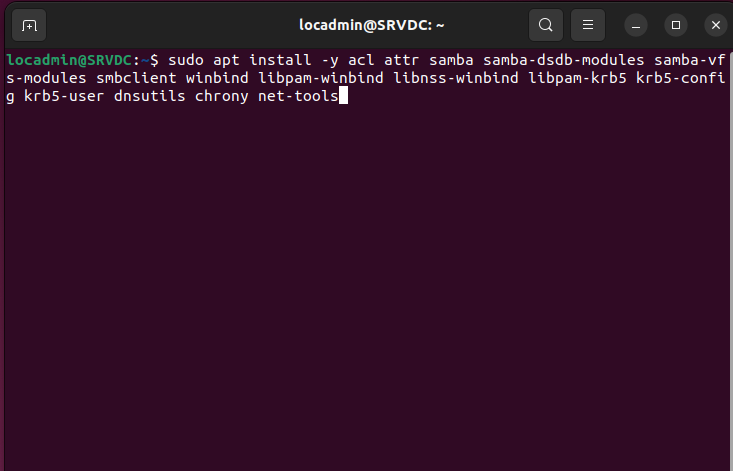 locadmin@SRVDC: ~
locadmin@SRVDC:~$ sudo apt install -y acl attr samba samba-dsdb-modules samba-vf
s-modules smbclient winbind libpam-winbind libnss-winbind libpam-krb5 krb5-confi
g krb5-user dnsutils chrony net-tools